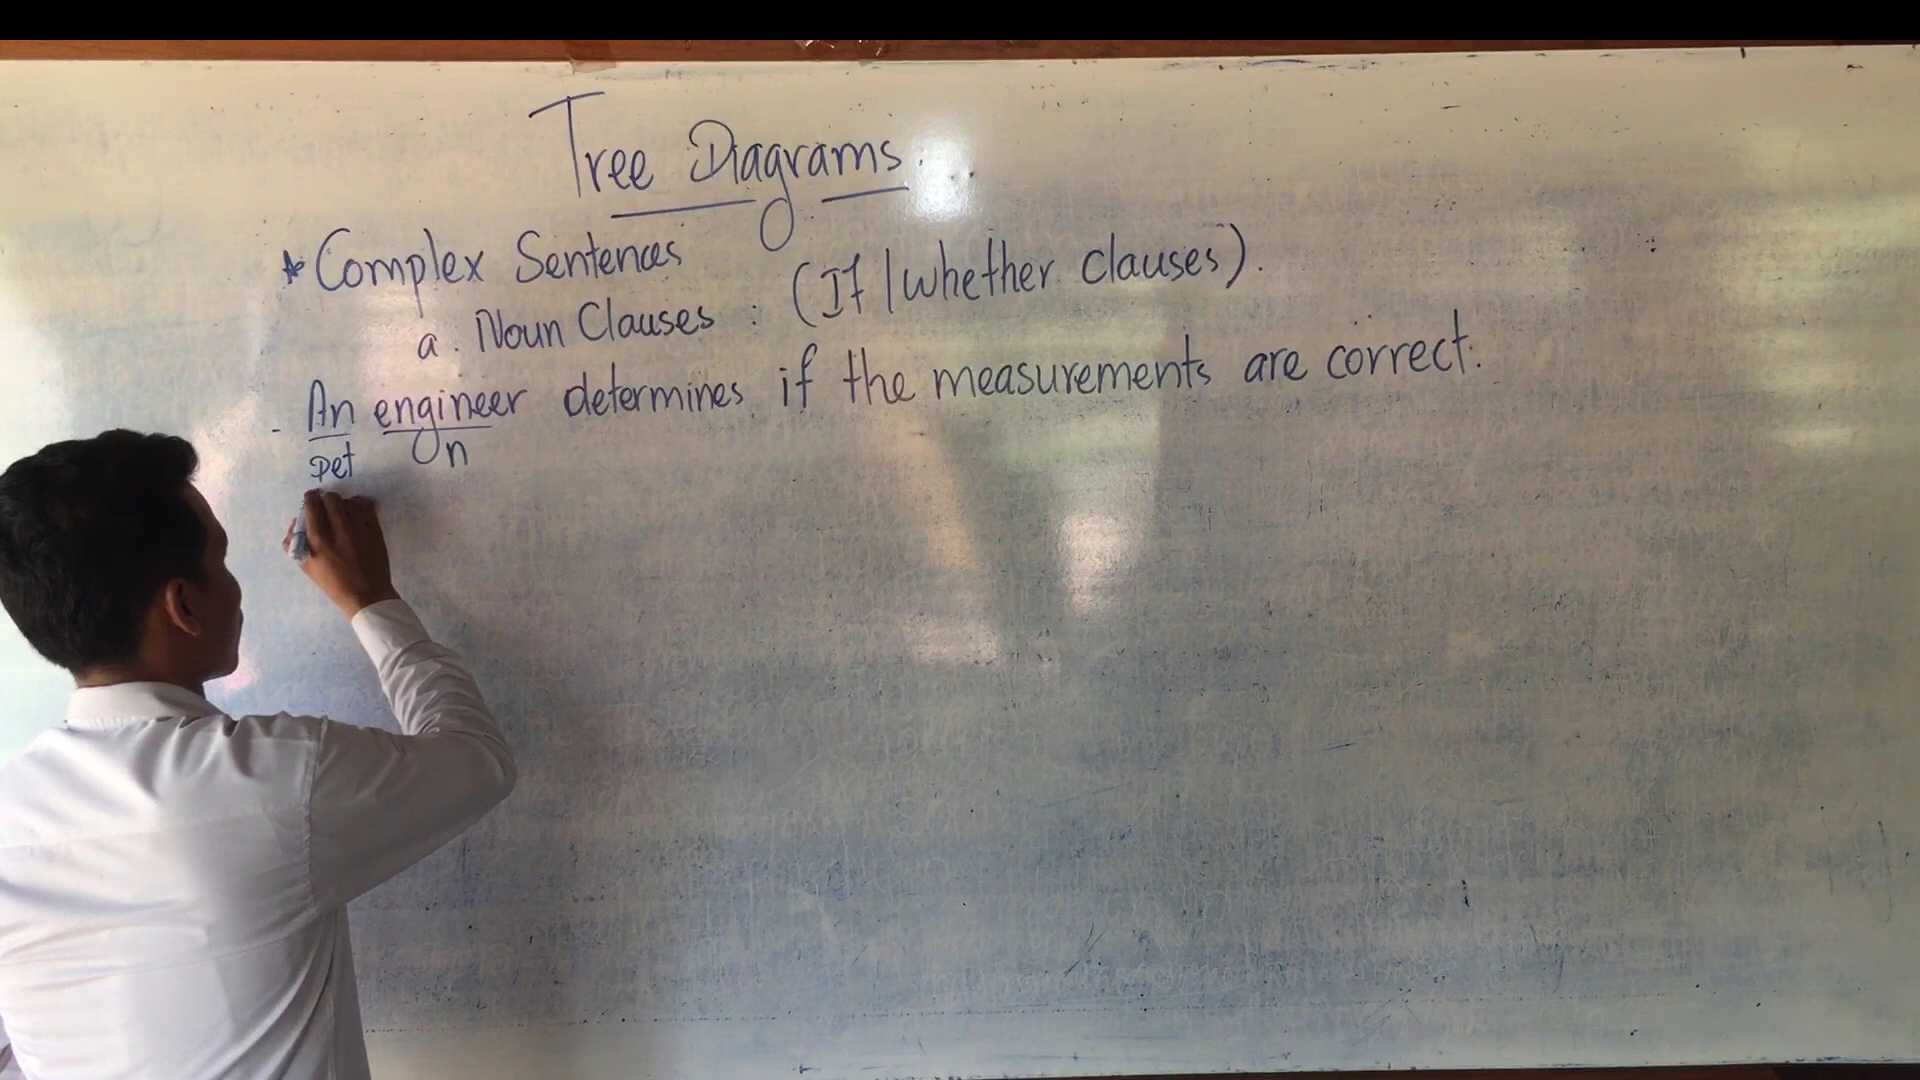 Tree Diagrams.
* Complex Sentences
a. Noun Clauses : (If / whether clauses).
- An engineer determines if the measurements are correct.
Det n